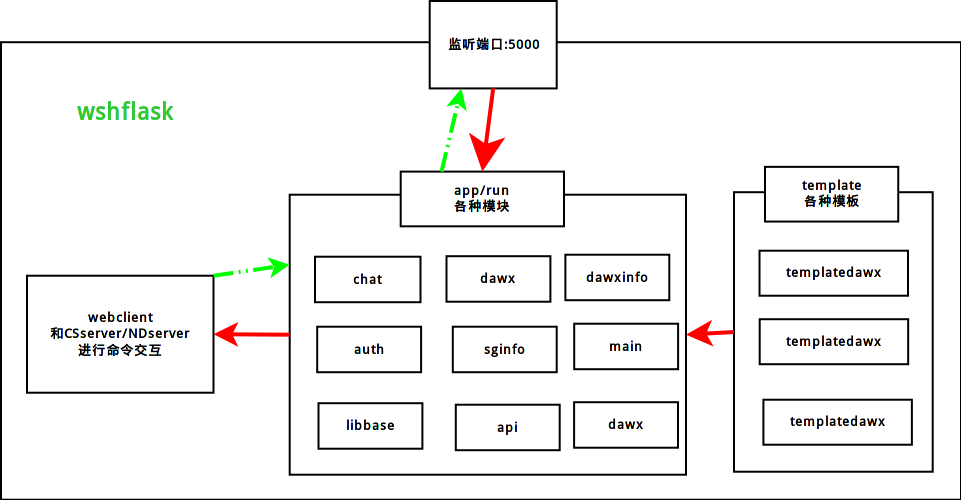 监听端口:5000
wshflask
app/run
各种模块
template
各种模板
chat
dawx
dawxinfo
templatedawx
webclient
和CSserver/NDserver
进行命令交互
auth
sginfo
main
templatedawx
libbase
api
dawx
templatedawx